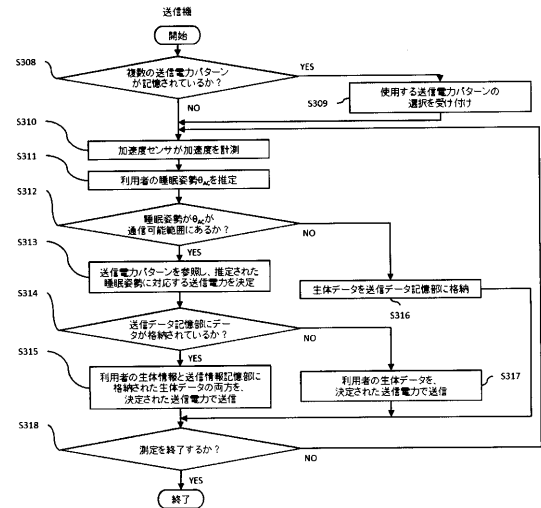 送信機
開始
S308
複数の送信電力パターン
が記憶されているか?
YES
S309
使用する送信電力パターンの
選択を受け付け
NO
S310
加速度センサが加速度を計測
S311
利用者の睡眠姿勢θACを推定
S312
睡眠姿勢がθACが
通信可能範囲にあるか?
NO
YES
S313
送信電力パターンを参照し、推定された
睡眠姿勢に対応する送信電力を決定
生体データを送信データ記憶部に格納
S316
S314
送信データ記憶部にデー
タが格納されているか?
NO
YES
S315
利用者の生体情報と送信情報記憶部に
格納された生体データの両方を、
決定された送信電力で送信
利用者の生体データを、
決定された送信電力で送信
S317
S318
測定を終了するか?
NO
YES
終了